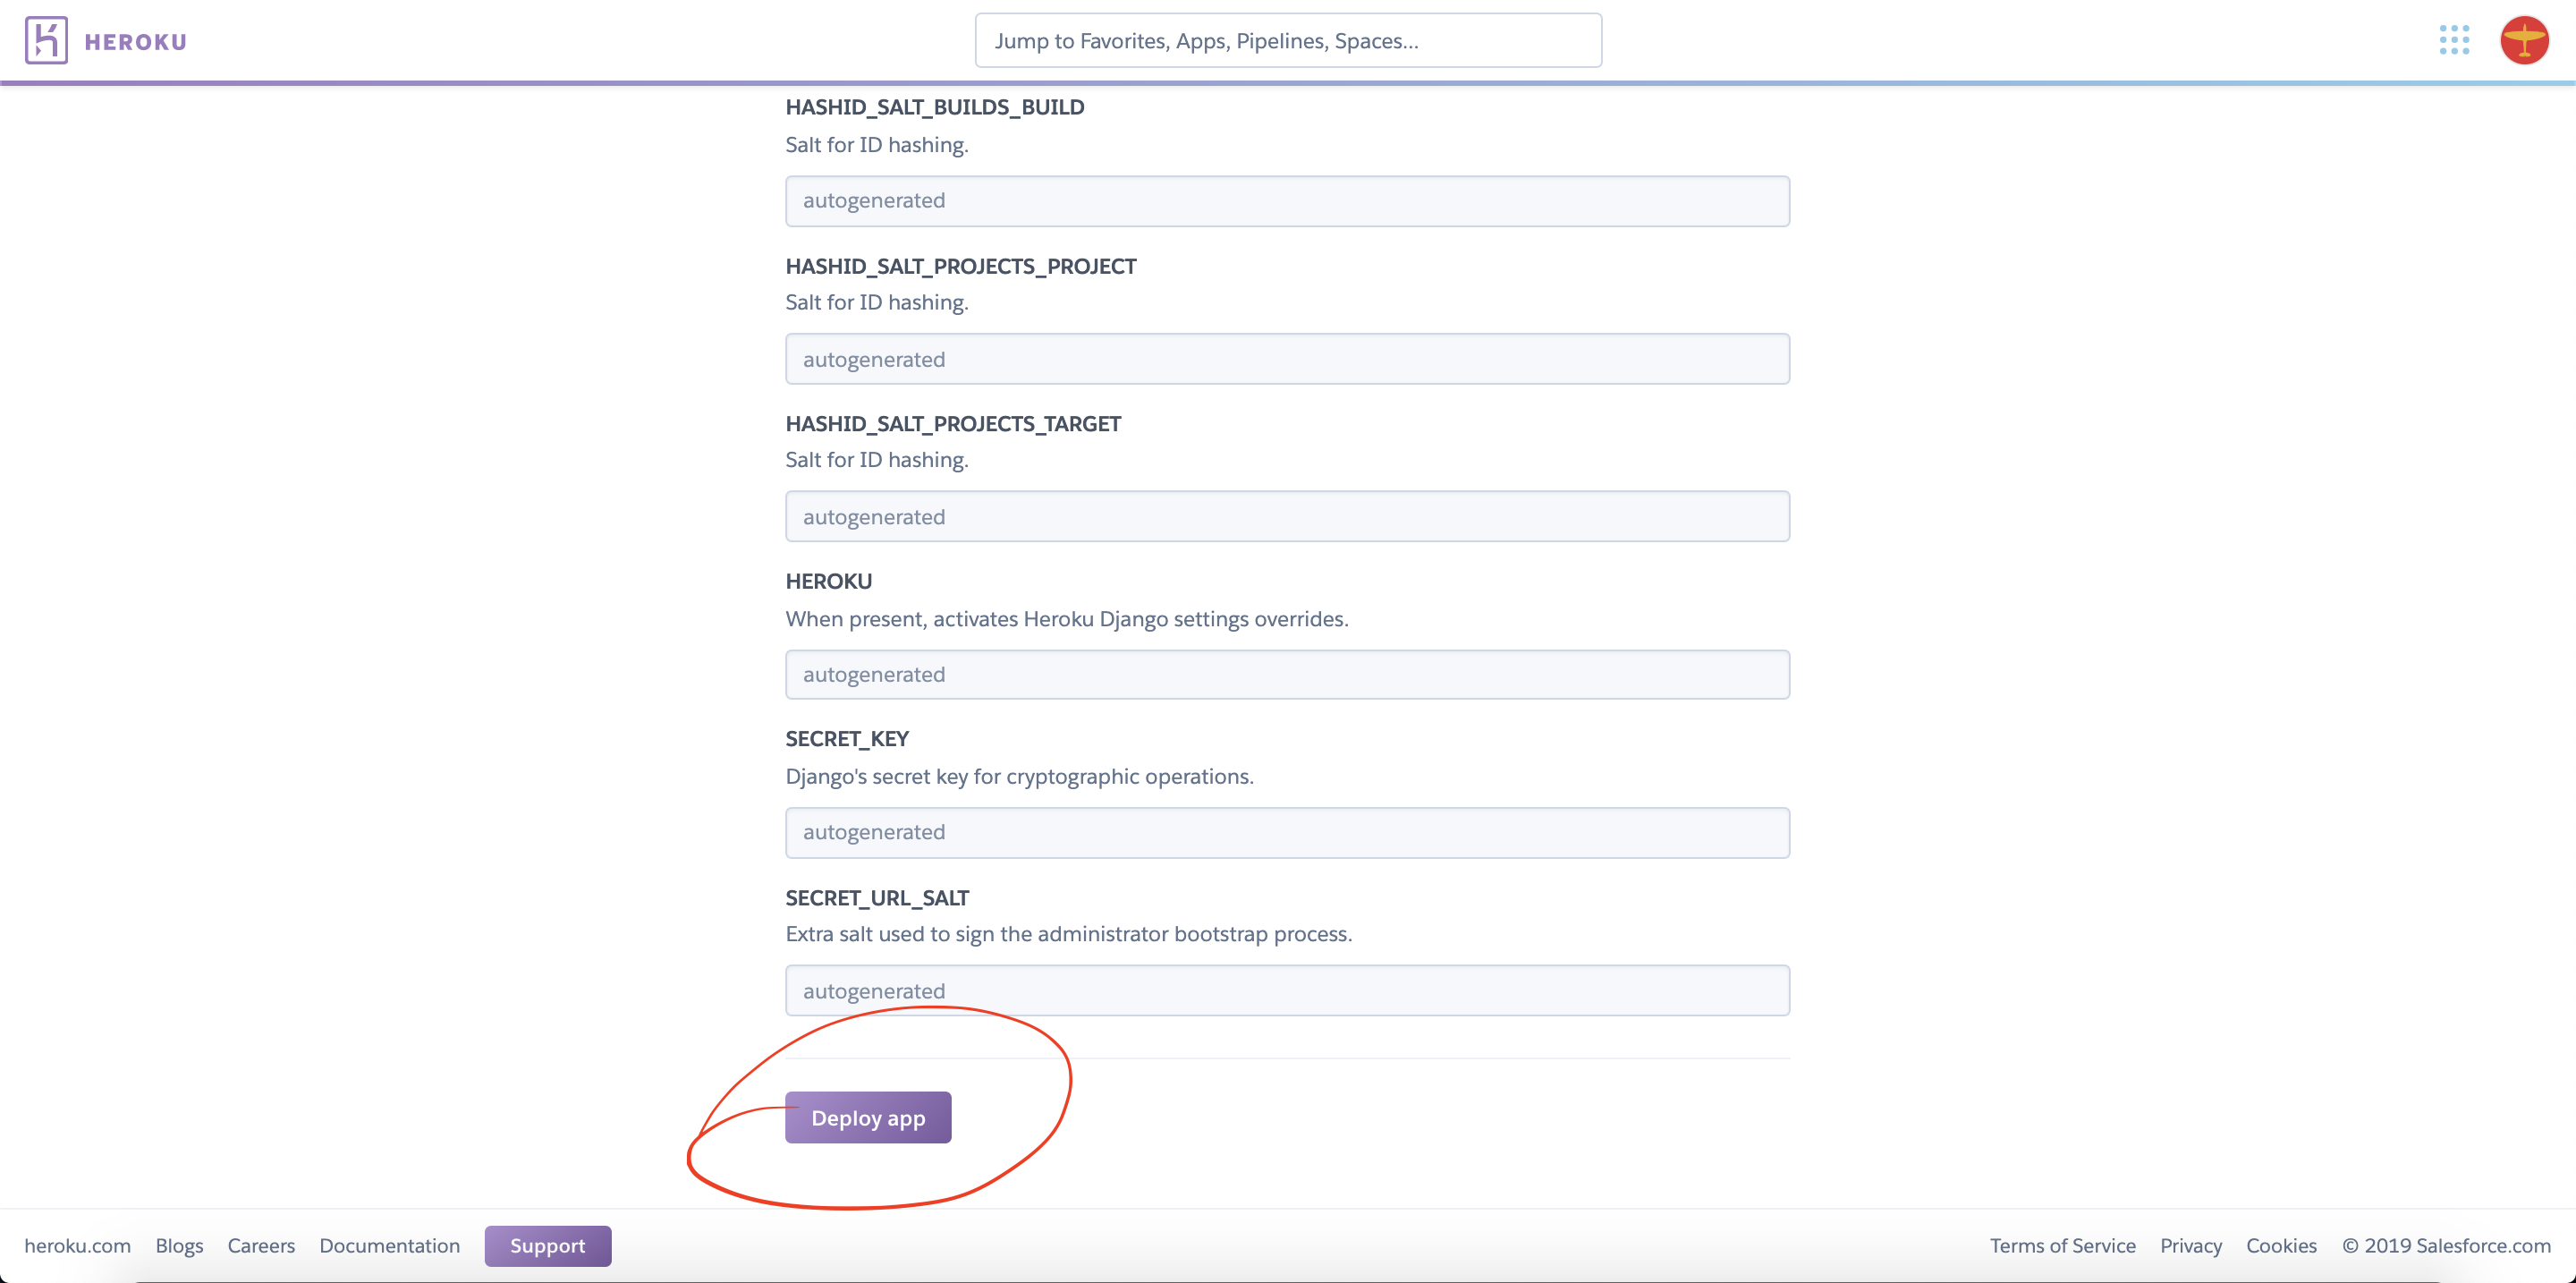 HEROKU
Jump to Favorites, Apps, Pipelines, Spaces...
HASHID_SALT_BUILDS_BUILD
Salt for ID hashing.
autogenerated
HASHID_SALT_PROJECTS_PROJECT
Salt for ID hashing.
autogenerated
HASHID_SALT_PROJECTS_TARGET
Salt for ID hashing.
autogenerated
HEROKU
When present, activates Heroku Django settings overrides.
autogenerated
SECRET_KEY
Django's secret key for cryptographic operations.
autogenerated
SECRET_URL_SALT
Extra salt used to sign the administrator bootstrap process.
autogenerated
Deploy app
heroku.com Blogs Careers Documentation Support Terms of Service Privacy Cookies © 2019 Salesforce.com